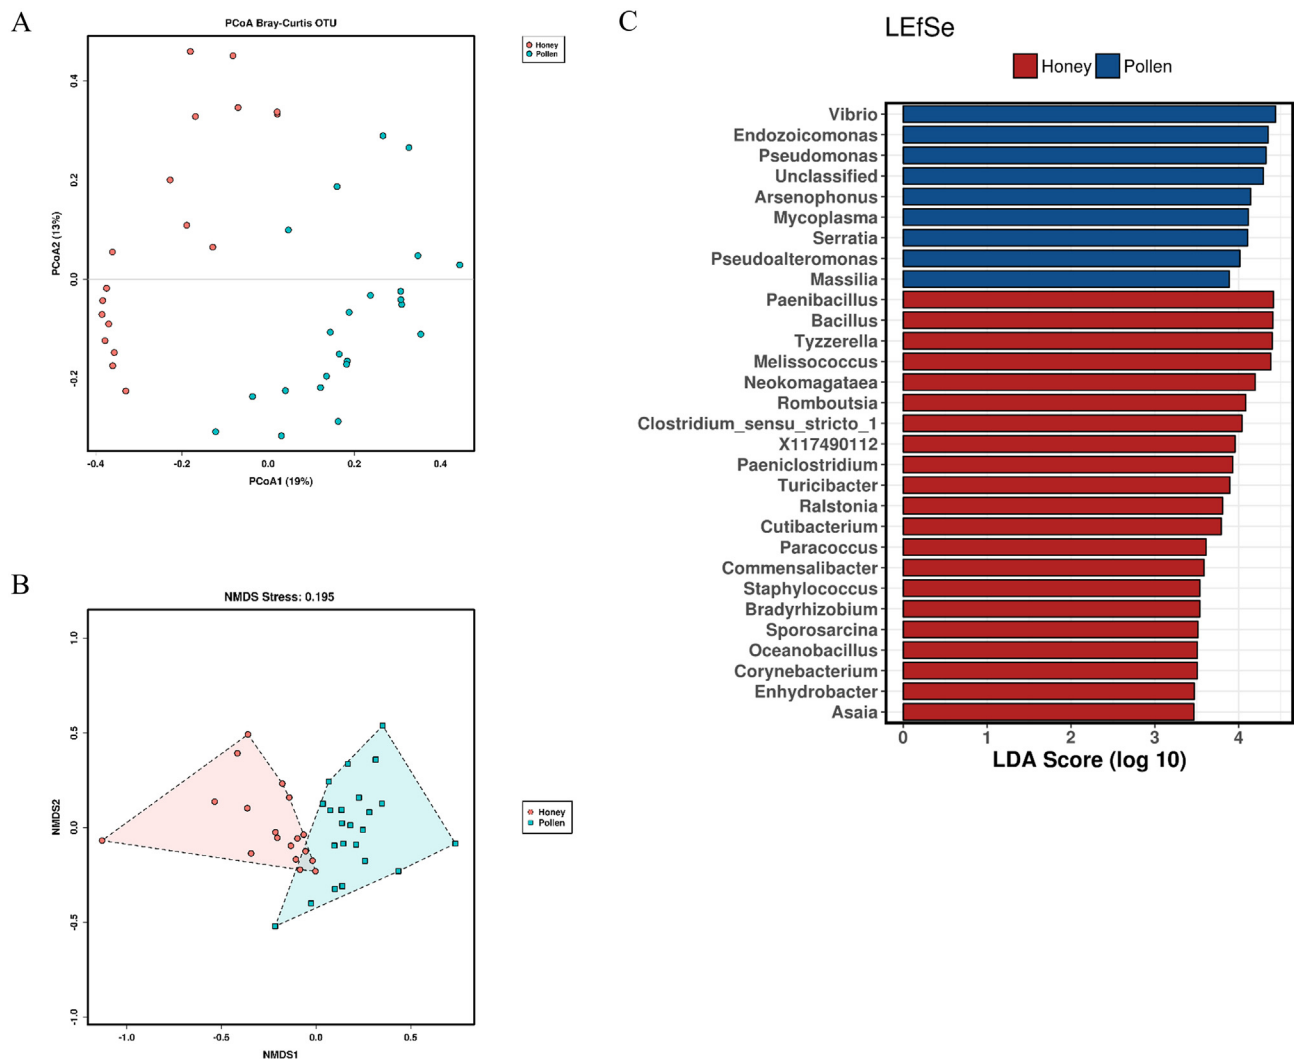 A
PCoA Bray-Curtis OTU
Honey
Pollen
PCoA2 (13%)
0.4
0.2
0.0
-0.2
-0.4
-0.2
0.0
0.2
0.4
PCoA1 (19%)
B
NMDS Stress: 0.195
Honey
Pollen
NMDS2
1.0
0.5
0.0
-0.5
-1.0
-1.0
-0.5
0.0
0.5
NMDS1
C
LEfSe
Honey
Pollen
Vibrio
Endozoicomonas
Pseudomonas
Unclassified
Arsenophonus
Mycoplasma
Serratia
Pseudoalteromonas
Massilia
Paenibacillus
Bacillus
Tyzzerella
Melissococcus
Neokomagataea
Romboutsia
Clostridium_sensu_stricto_1
X117490112
Paeniclostridium
Turicibacter
Ralstonia
Cutibacterium
Paracoccus
Commensalibacter
Staphylococcus
Bradyrhizobium
Sporosarcina
Oceanobacillus
Corynebacterium
Enhydrobacter
Asaia
0
1
2
3
4
LDA Score (log 10)